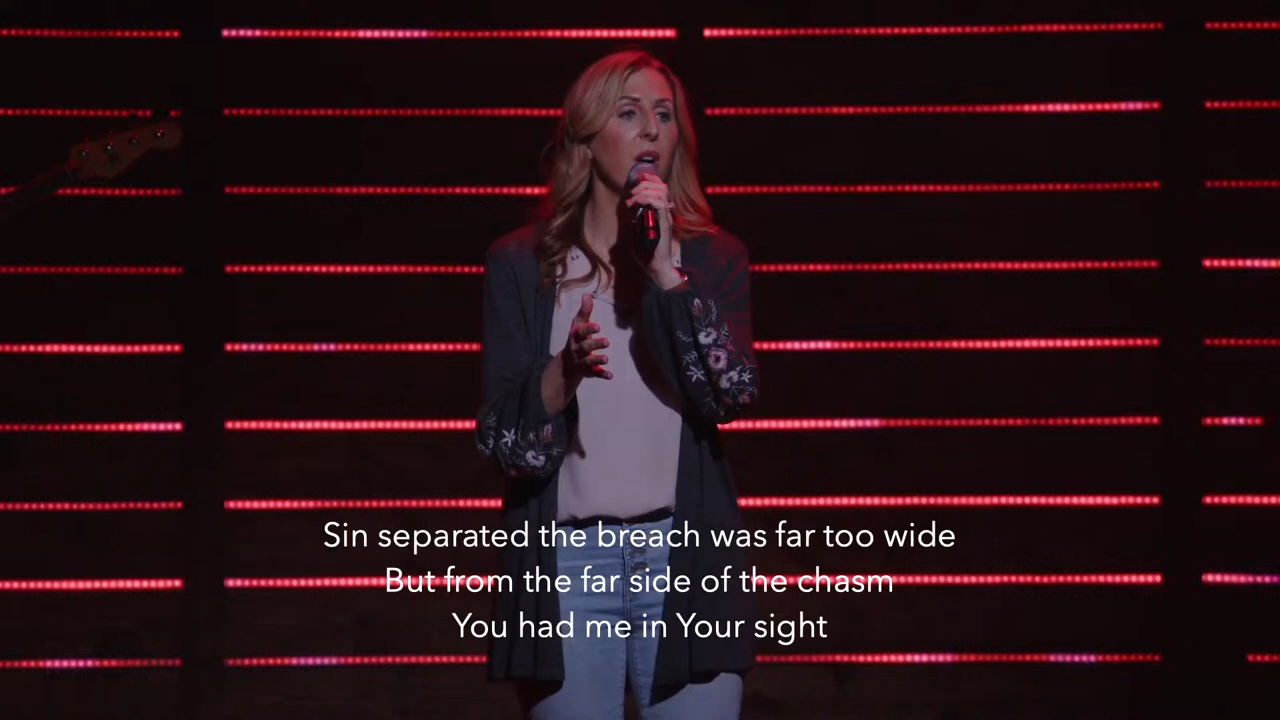 Sin separated the breach was far too wide
But from the far side of the chasm
You had me in Your sight